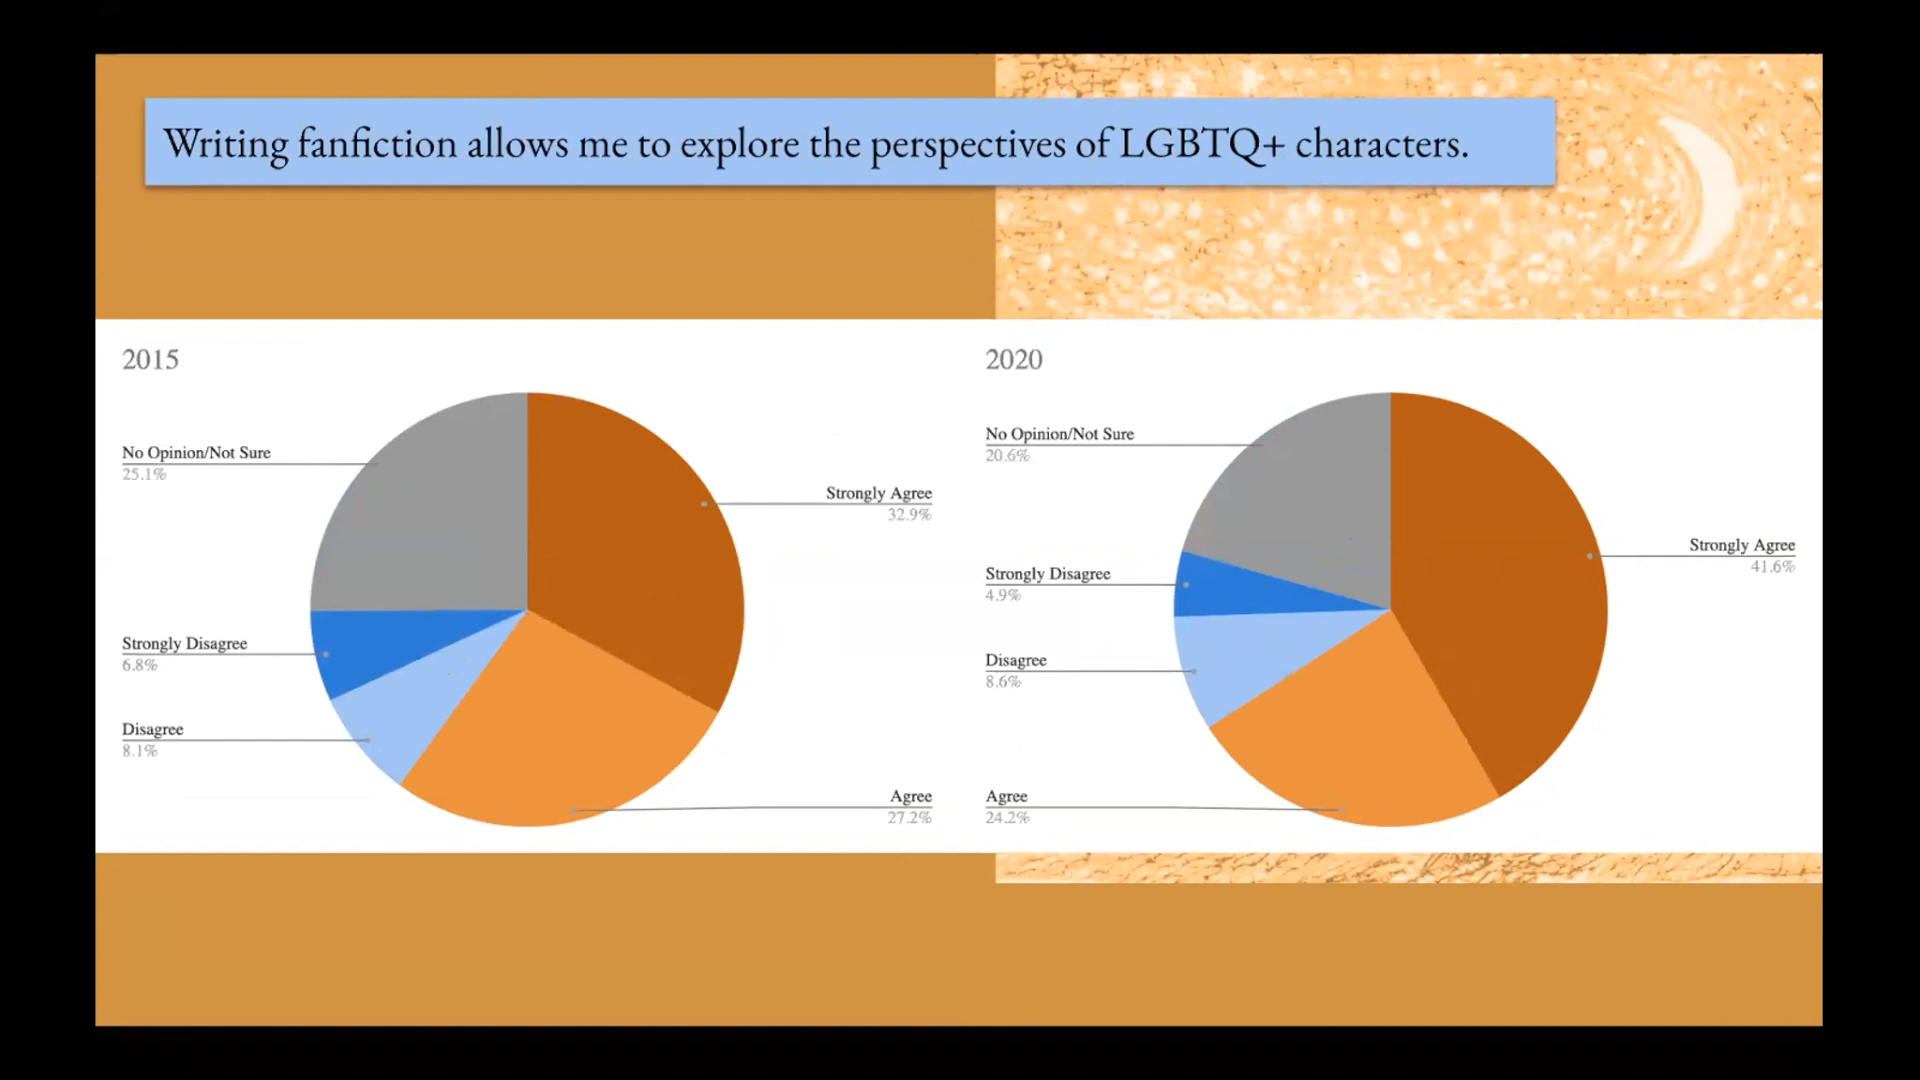 Writing fanfiction allows me to explore the perspectives of LGBTQ+ characters.
2015
No Opinion/Not Sure
25.1%
Strongly Agree
32.9%
Strongly Disagree
6.8%
Disagree
8.1%
Agree
27.2%
2020
No Opinion/Not Sure
20.6%
Strongly Agree
41.6%
Strongly Disagree
4.9%
Disagree
8.6%
Agree
24.2%